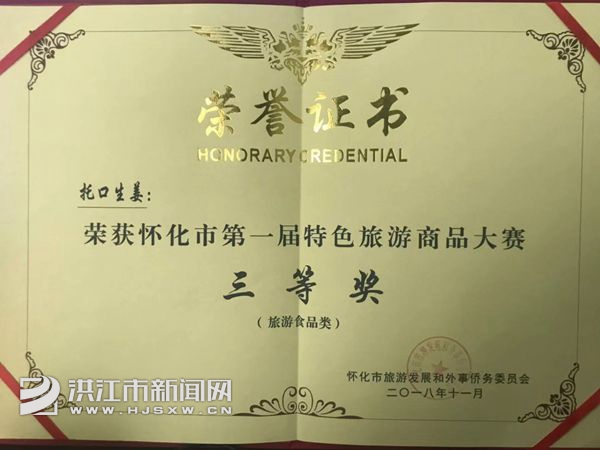 荣誉证书
HONORARY CREDENTIAL
托口生姜：
荣获怀化市第一届特色旅游商品大赛
三等奖
（旅游食品类）
怀化市旅游发展和外事侨务委员会
二〇一八年十一月
洪江市新闻网
WWW.HJSXW.CN